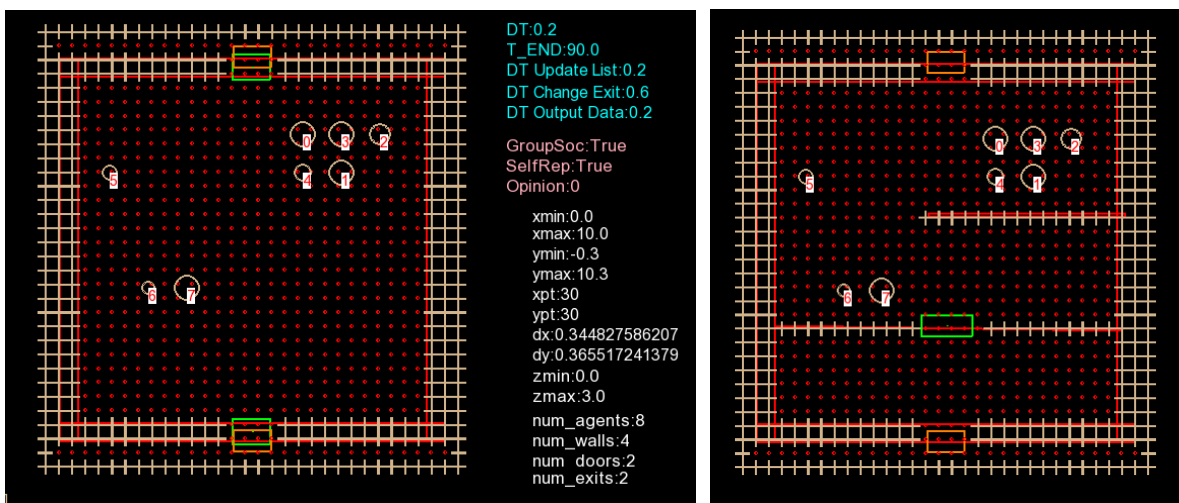 DT:0.2
T_END:90.0
DT Update List:0.2
DT Change Exit:0.6
DT Output Data:0.2
GroupSoc:True
SelfRep:True
Opinion:0
xmin:0.0
xmax:10.0
ymin:-0.3
ymax:10.3
xpt:30
ypt:30
dx:0.344827586207
dy:0.365517241379
zmin:0.0
zmax:3.0
num_agents:8
num_walls:4
num_doors:2
num_exits:2
0 3 2
5 4 1
6 7
0 3 2
5 4 1
6 7